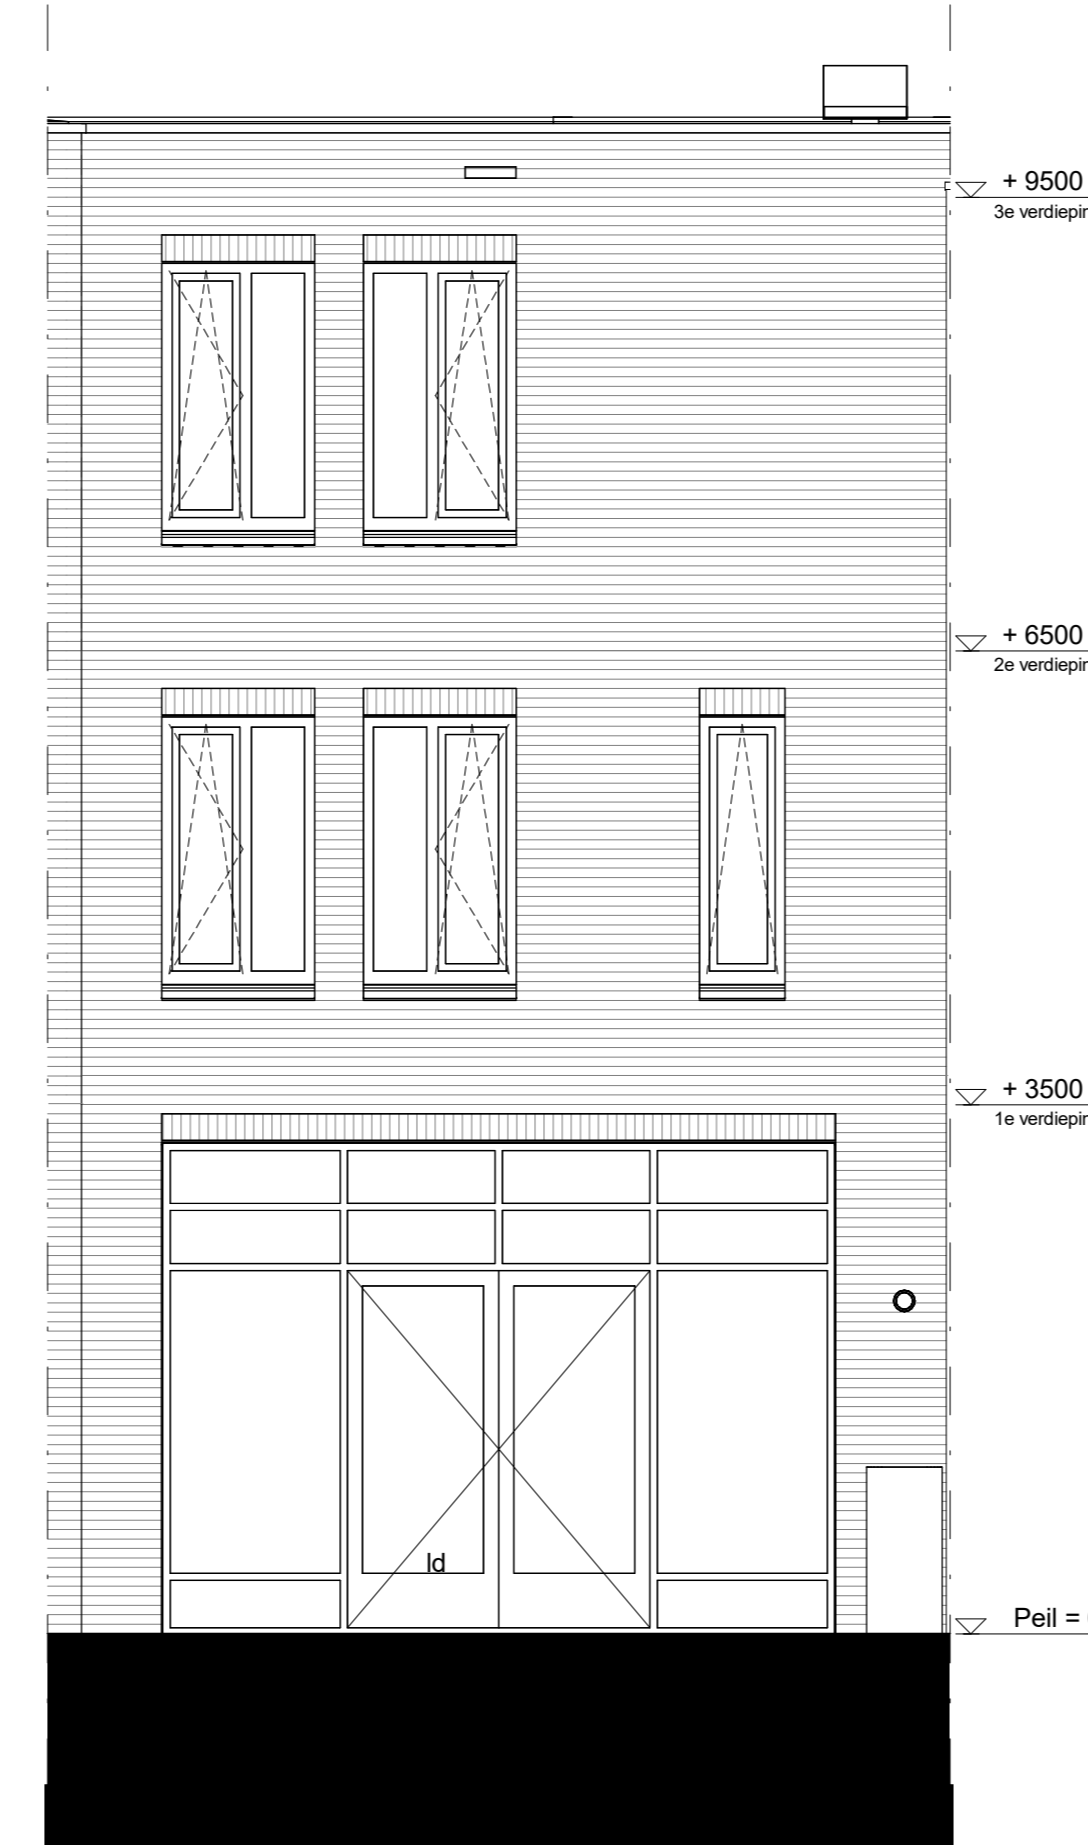 + 9500
3e verdiepin
+ 6500
2e verdiepin
+ 3500
1e verdiepin
ld
Peil =